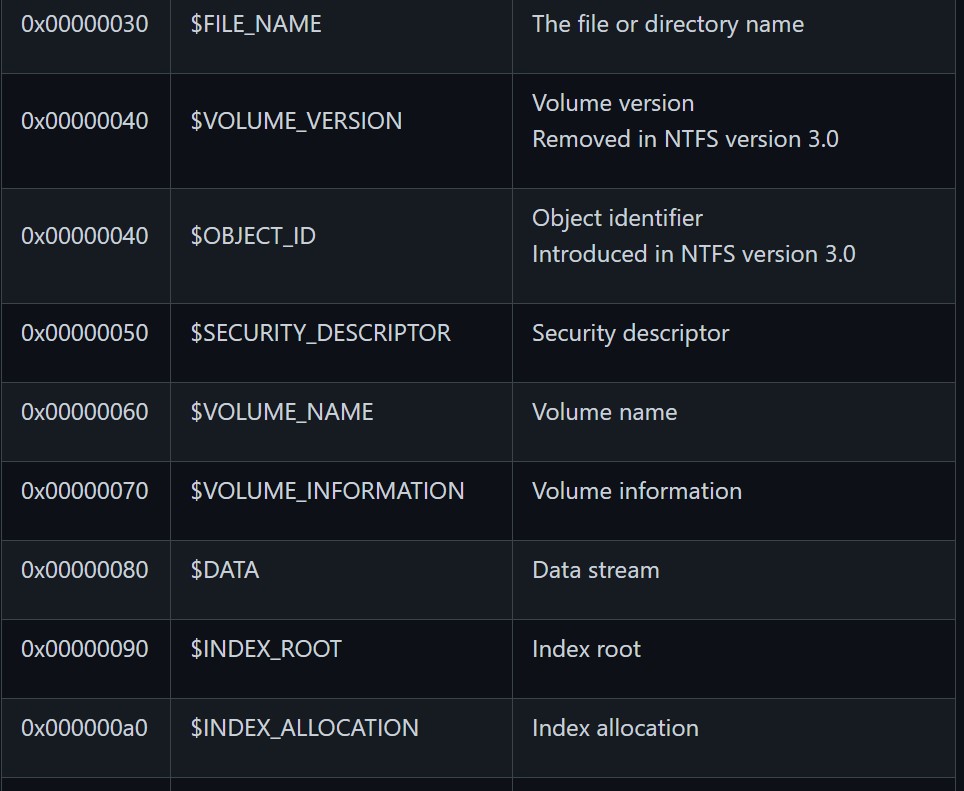 0x00000030 $FILE_NAME The file or directory name
0x00000040 $VOLUME_VERSION Volume version
Removed in NTFS version 3.0
0x00000040 $OBJECT_ID Object identifier
Introduced in NTFS version 3.0
0x00000050 $SECURITY_DESCRIPTOR Security descriptor
0x00000060 $VOLUME_NAME Volume name
0x00000070 $VOLUME_INFORMATION Volume information
0x00000080 $DATA Data stream
0x00000090 $INDEX_ROOT Index root
0x000000a0 $INDEX_ALLOCATION Index allocation